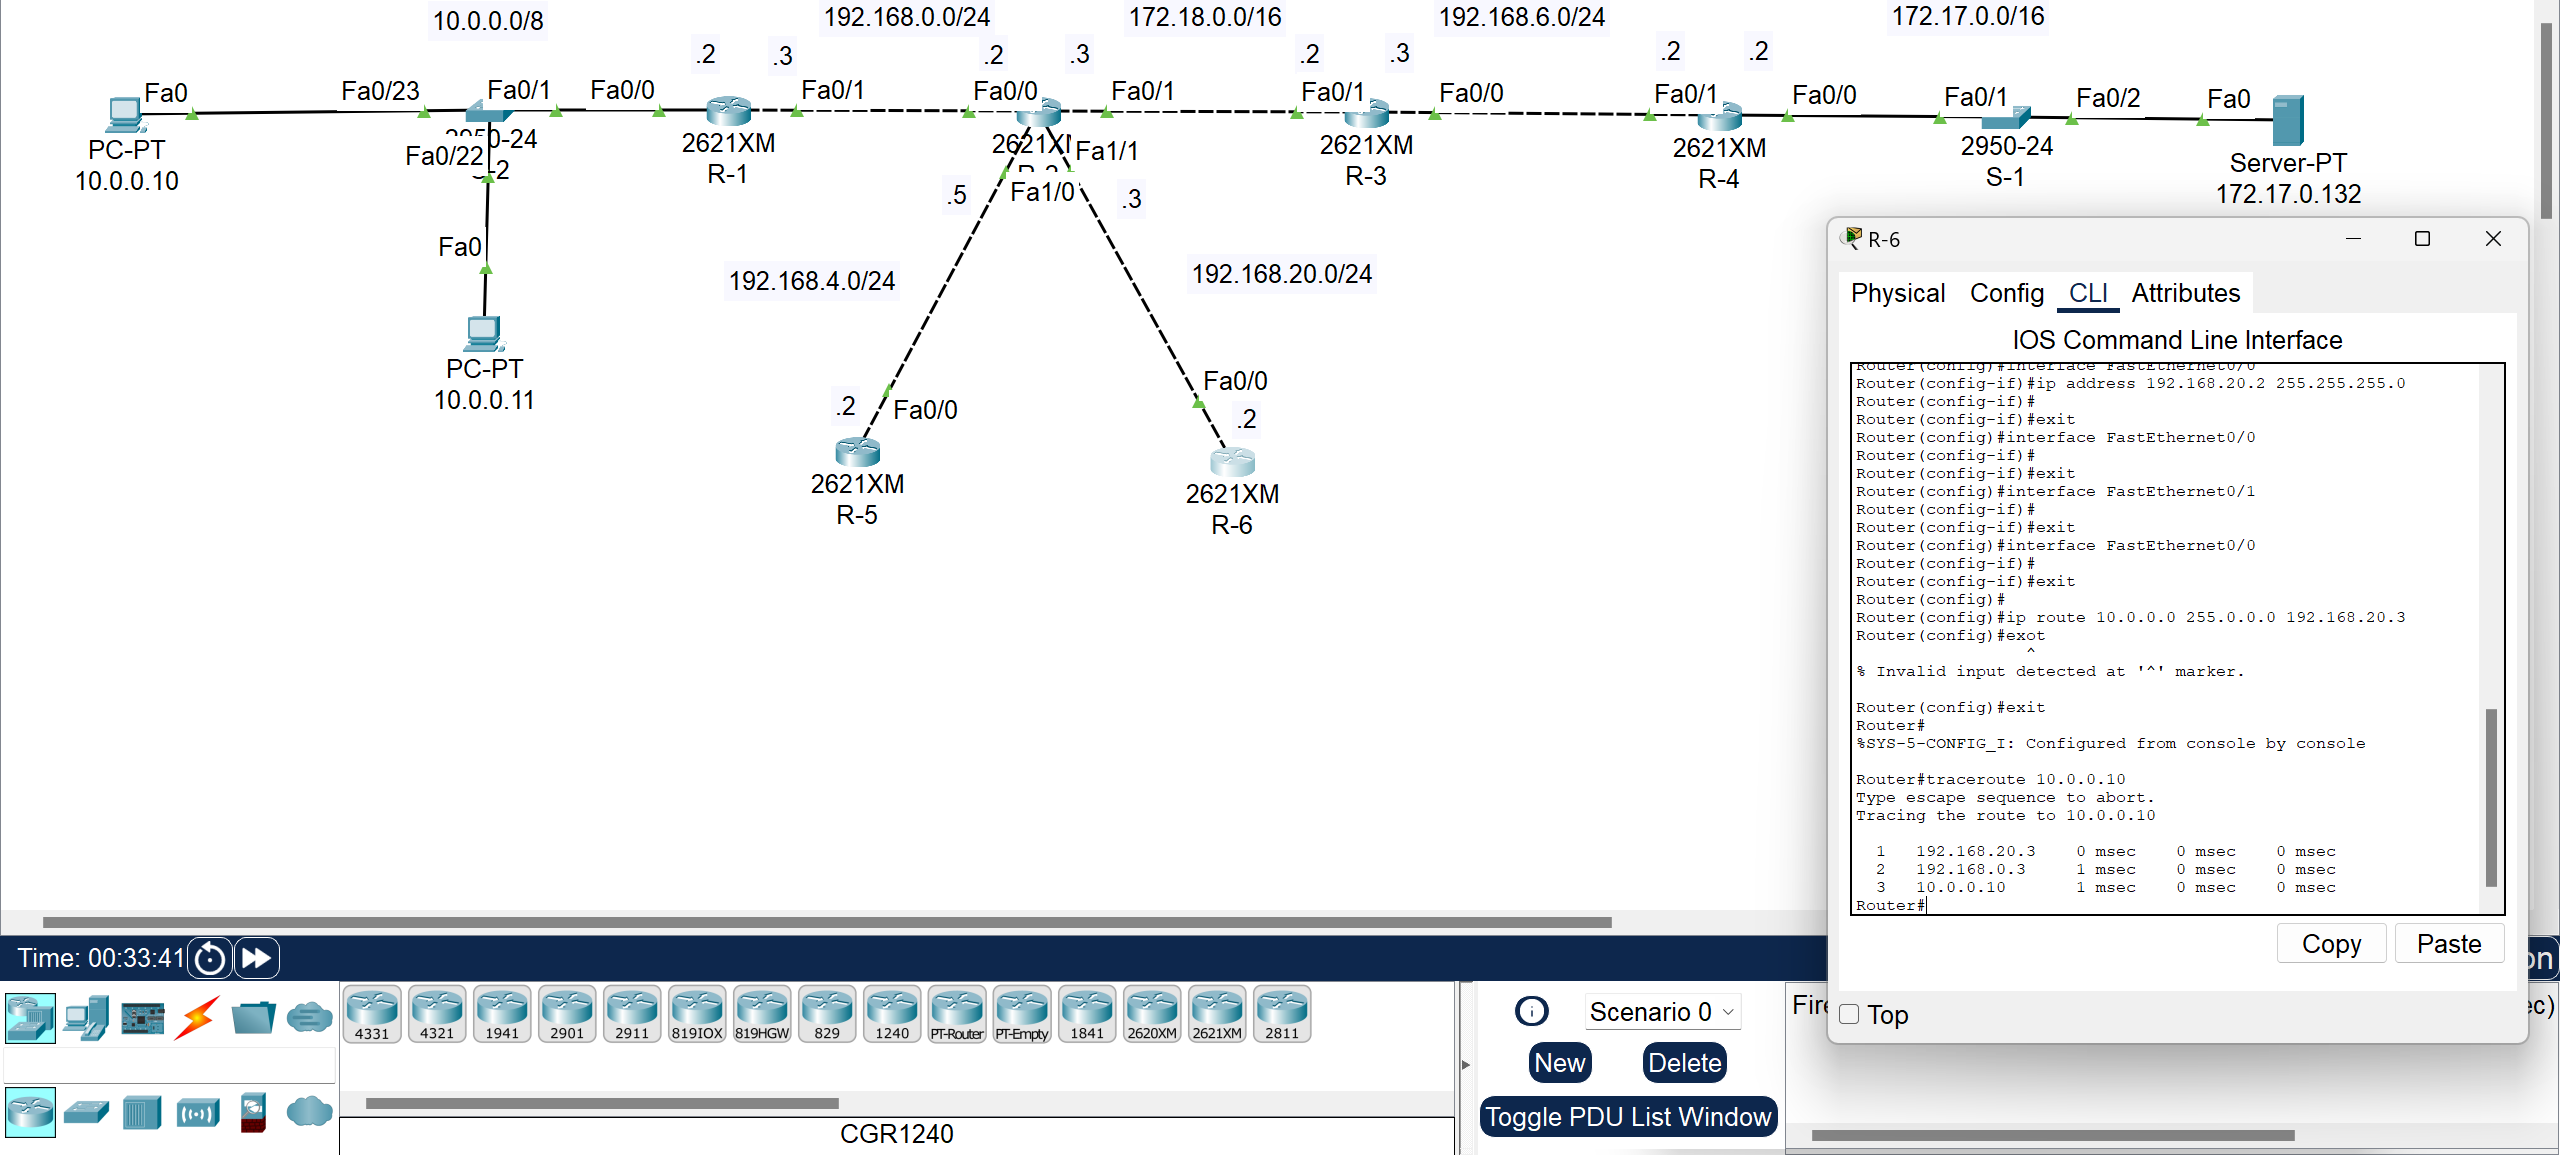 10.0.0.0/8
192.168.0.0/24
172.18.0.0/16
192.168.6.0/24
172.17.0.0/16
.2
.3
.2
.3
.2
.3
.2
.2
Fa0
Fa0/23
Fa0/1
Fa0/0
Fa0/1
Fa0/0
Fa0/1
Fa0/1
Fa0/0
Fa0/1
Fa0/0
Fa0/1
Fa0/2
Fa0
PC-PT
10.0.0.10
Fa0/22
2621XM
R-1
Fa1/1
Fa1/0
2621XM
R-3
2621XM
R-4
2950-24
S-1
Server-PT
172.17.0.132
.5
.3
Fa0
192.168.4.0/24
192.168.20.0/24
PC-PT
10.0.0.11
.2
Fa0/0
Fa0/0
.2
2621XM
R-5
2621XM
R-6
R-6
Physical
Config
CLI
Attributes
IOS Command Line Interface
Router(config)#interface FastEthernet0/0
Router(config-if)#ip address 192.168.20.2 255.255.255.0
Router(config-if)#
Router(config-if)#exit
Router(config)#interface FastEthernet0/0
Router(config-if)#
Router(config-if)#exit
Router(config)#interface FastEthernet0/1
Router(config-if)#
Router(config-if)#exit
Router(config)#interface FastEthernet0/0
Router(config-if)#
Router(config-if)#exit
Router(config)#
Router(config)#ip route 10.0.0.0 255.0.0.0 192.168.20.3
Router(config)#exot
^
% Invalid input detected at '^' marker.
Router(config)#exit
Router#
%SYS-5-CONFIG_I: Configured from console by console
Router#traceroute 10.0.0.10
Type escape sequence to abort.
Tracing the route to 10.0.0.10
1 192.168.20.3 0 msec 0 msec 0 msec
2 192.168.0.3 1 msec 0 msec 0 msec
3 10.0.0.10 1 msec 0 msec 0 msec
Router#
Copy
Paste
Top
Time: 00:33:41
4331
4321
1941
2901
2911
819IOX
819HGW
829
1240
PT-Router
PT-Empty
1841
2620XM
2621XM
2811
CGR1240
Scenario 0
New
Delete
Toggle PDU List Window
Fire